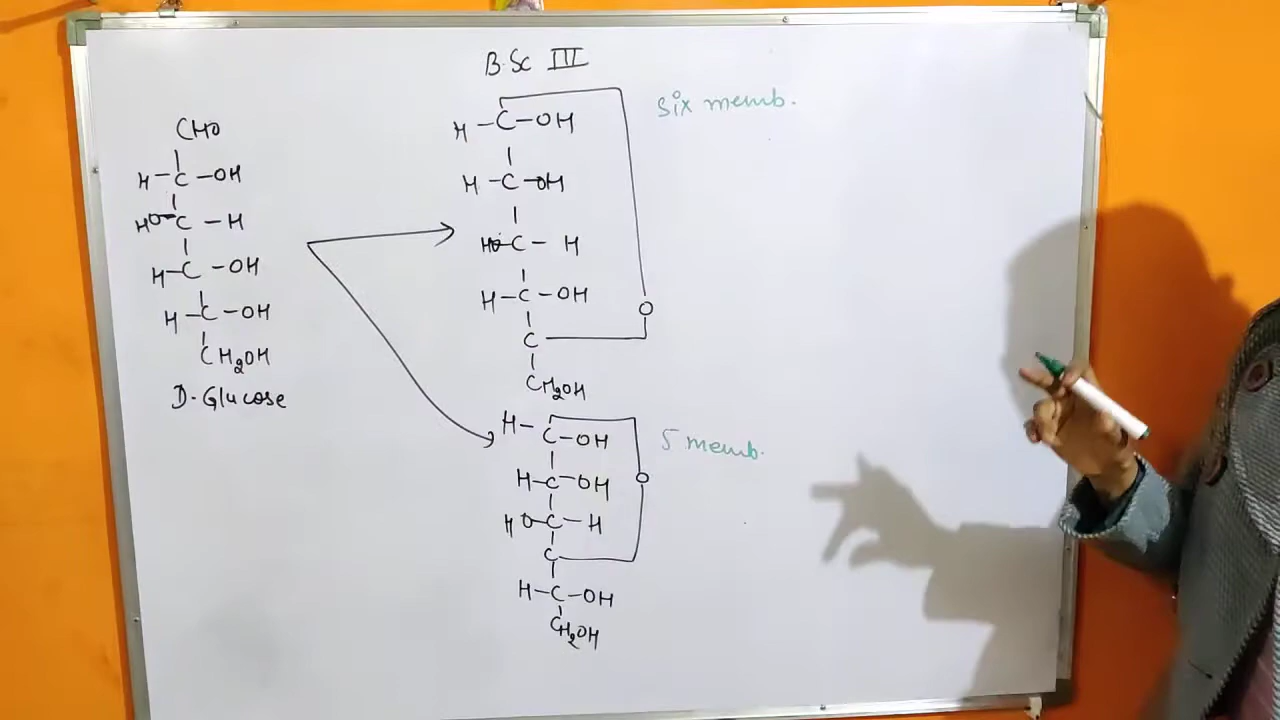 B.Sc III
CHO
H-C-OH
HO-C-H
H-C-OH
H-C-OH
CH2OH
D-Glucose
H-C-OH
H-C-OH
HO-C-H
H-C-OH
C
CH2OH
O
six memb.
H-C-OH
H-C-OH
HO-C-H
C
H-C-OH
CH2OH
O
5 memb.